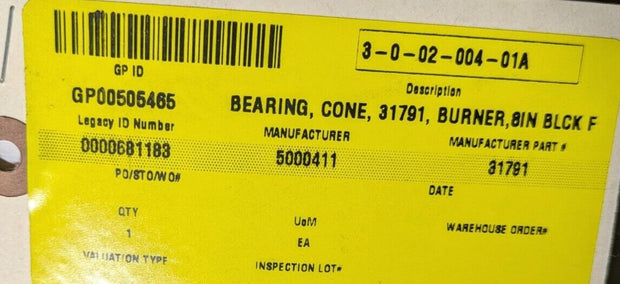 3-0-02-004-01A
GP ID
Description
GP00505465
BEARING, CONE, 31791, BURNER,8IN BLCK F
Legacy ID Number
MANUFACTURER
MANUFACTURER PART #
0000681183
5000411
31791
PO/STO/WO#
DATE
QTY
UoM
WAREHOUSE ORDER#
1
EA
VALUATION TYPE
INSPECTION LOT#